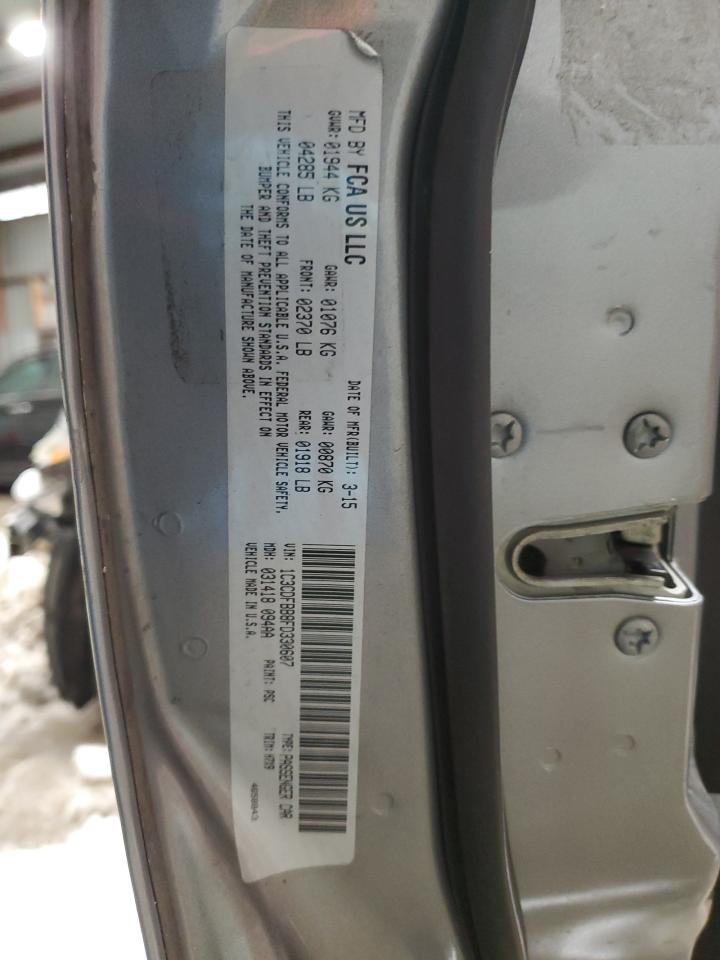 MFD BY FCA US LLC
DATE OF MFR(BUILT): 3-15
GVWR: 01944 KG GAWR: 01076 KG GAWR: 00870 KG
04285 LB FRONT: 02370 LB REAR: 01918 LB
THIS VEHICLE CONFORMS TO ALL APPLICABLE U.S.A. FEDERAL MOTOR VEHICLE SAFETY,
BUMPER AND THEFT PREVENTION STANDARDS IN EFFECT ON
THE DATE OF MANUFACTURE SHOWN ABOVE.
VIN: 1C3CDFBB8FD330607 TYPE: PASSENGER CAR
MDH: 031418 094AA PAINT: PSC TRIM:
VEHICLE MADE IN U.S.A.